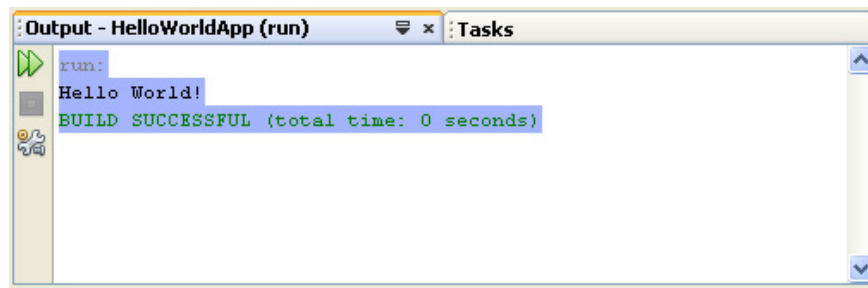 Output - HelloWorldApp (run) Tasks
run:
Hello World!
BUILD SUCCESSFUL (total time: 0 seconds)